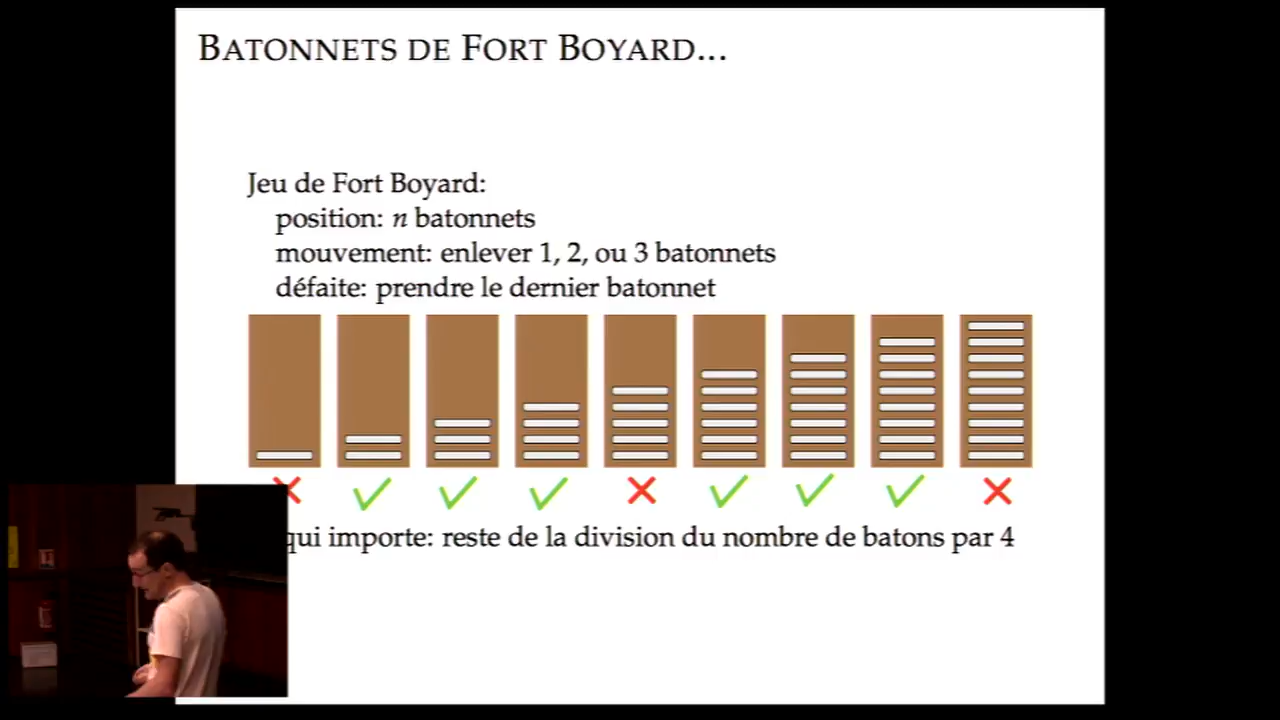 BATONNETS DE FORT BOYARD...
Jeu de Fort Boyard:
position: n batonnets
mouvement: enlever 1, 2, ou 3 batonnets
défaite: prendre le dernier batonnet
qui importe: reste de la division du nombre de batons par 4